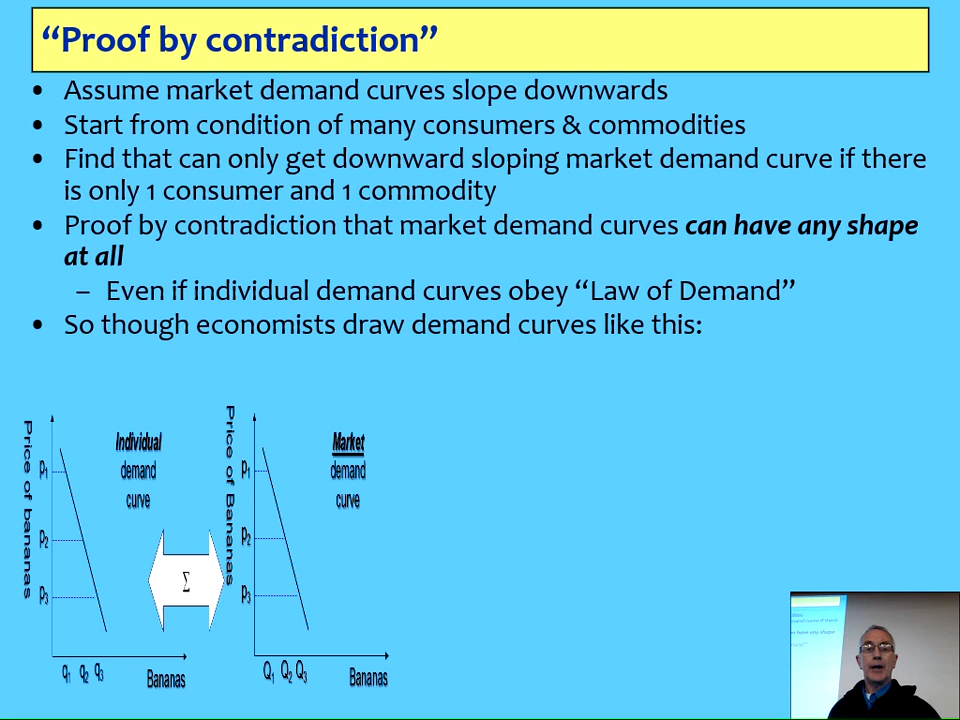 “Proof by contradiction”
• Assume market demand curves slope downwards
• Start from condition of many consumers & commodities
• Find that can only get downward sloping market demand curve if there
is only 1 consumer and 1 commodity
• Proof by contradiction that market demand curves can have any shape
at all
– Even if individual demand curves obey “Law of Demand”
• So though economists draw demand curves like this:
Price of bananas
Individual
demand
curve
p1
p2
p3
q1 q2 q3
Bananas
Σ
Price of Bananas
Market
demand
curve
p1
p2
p3
Q1 Q2 Q3
Bananas